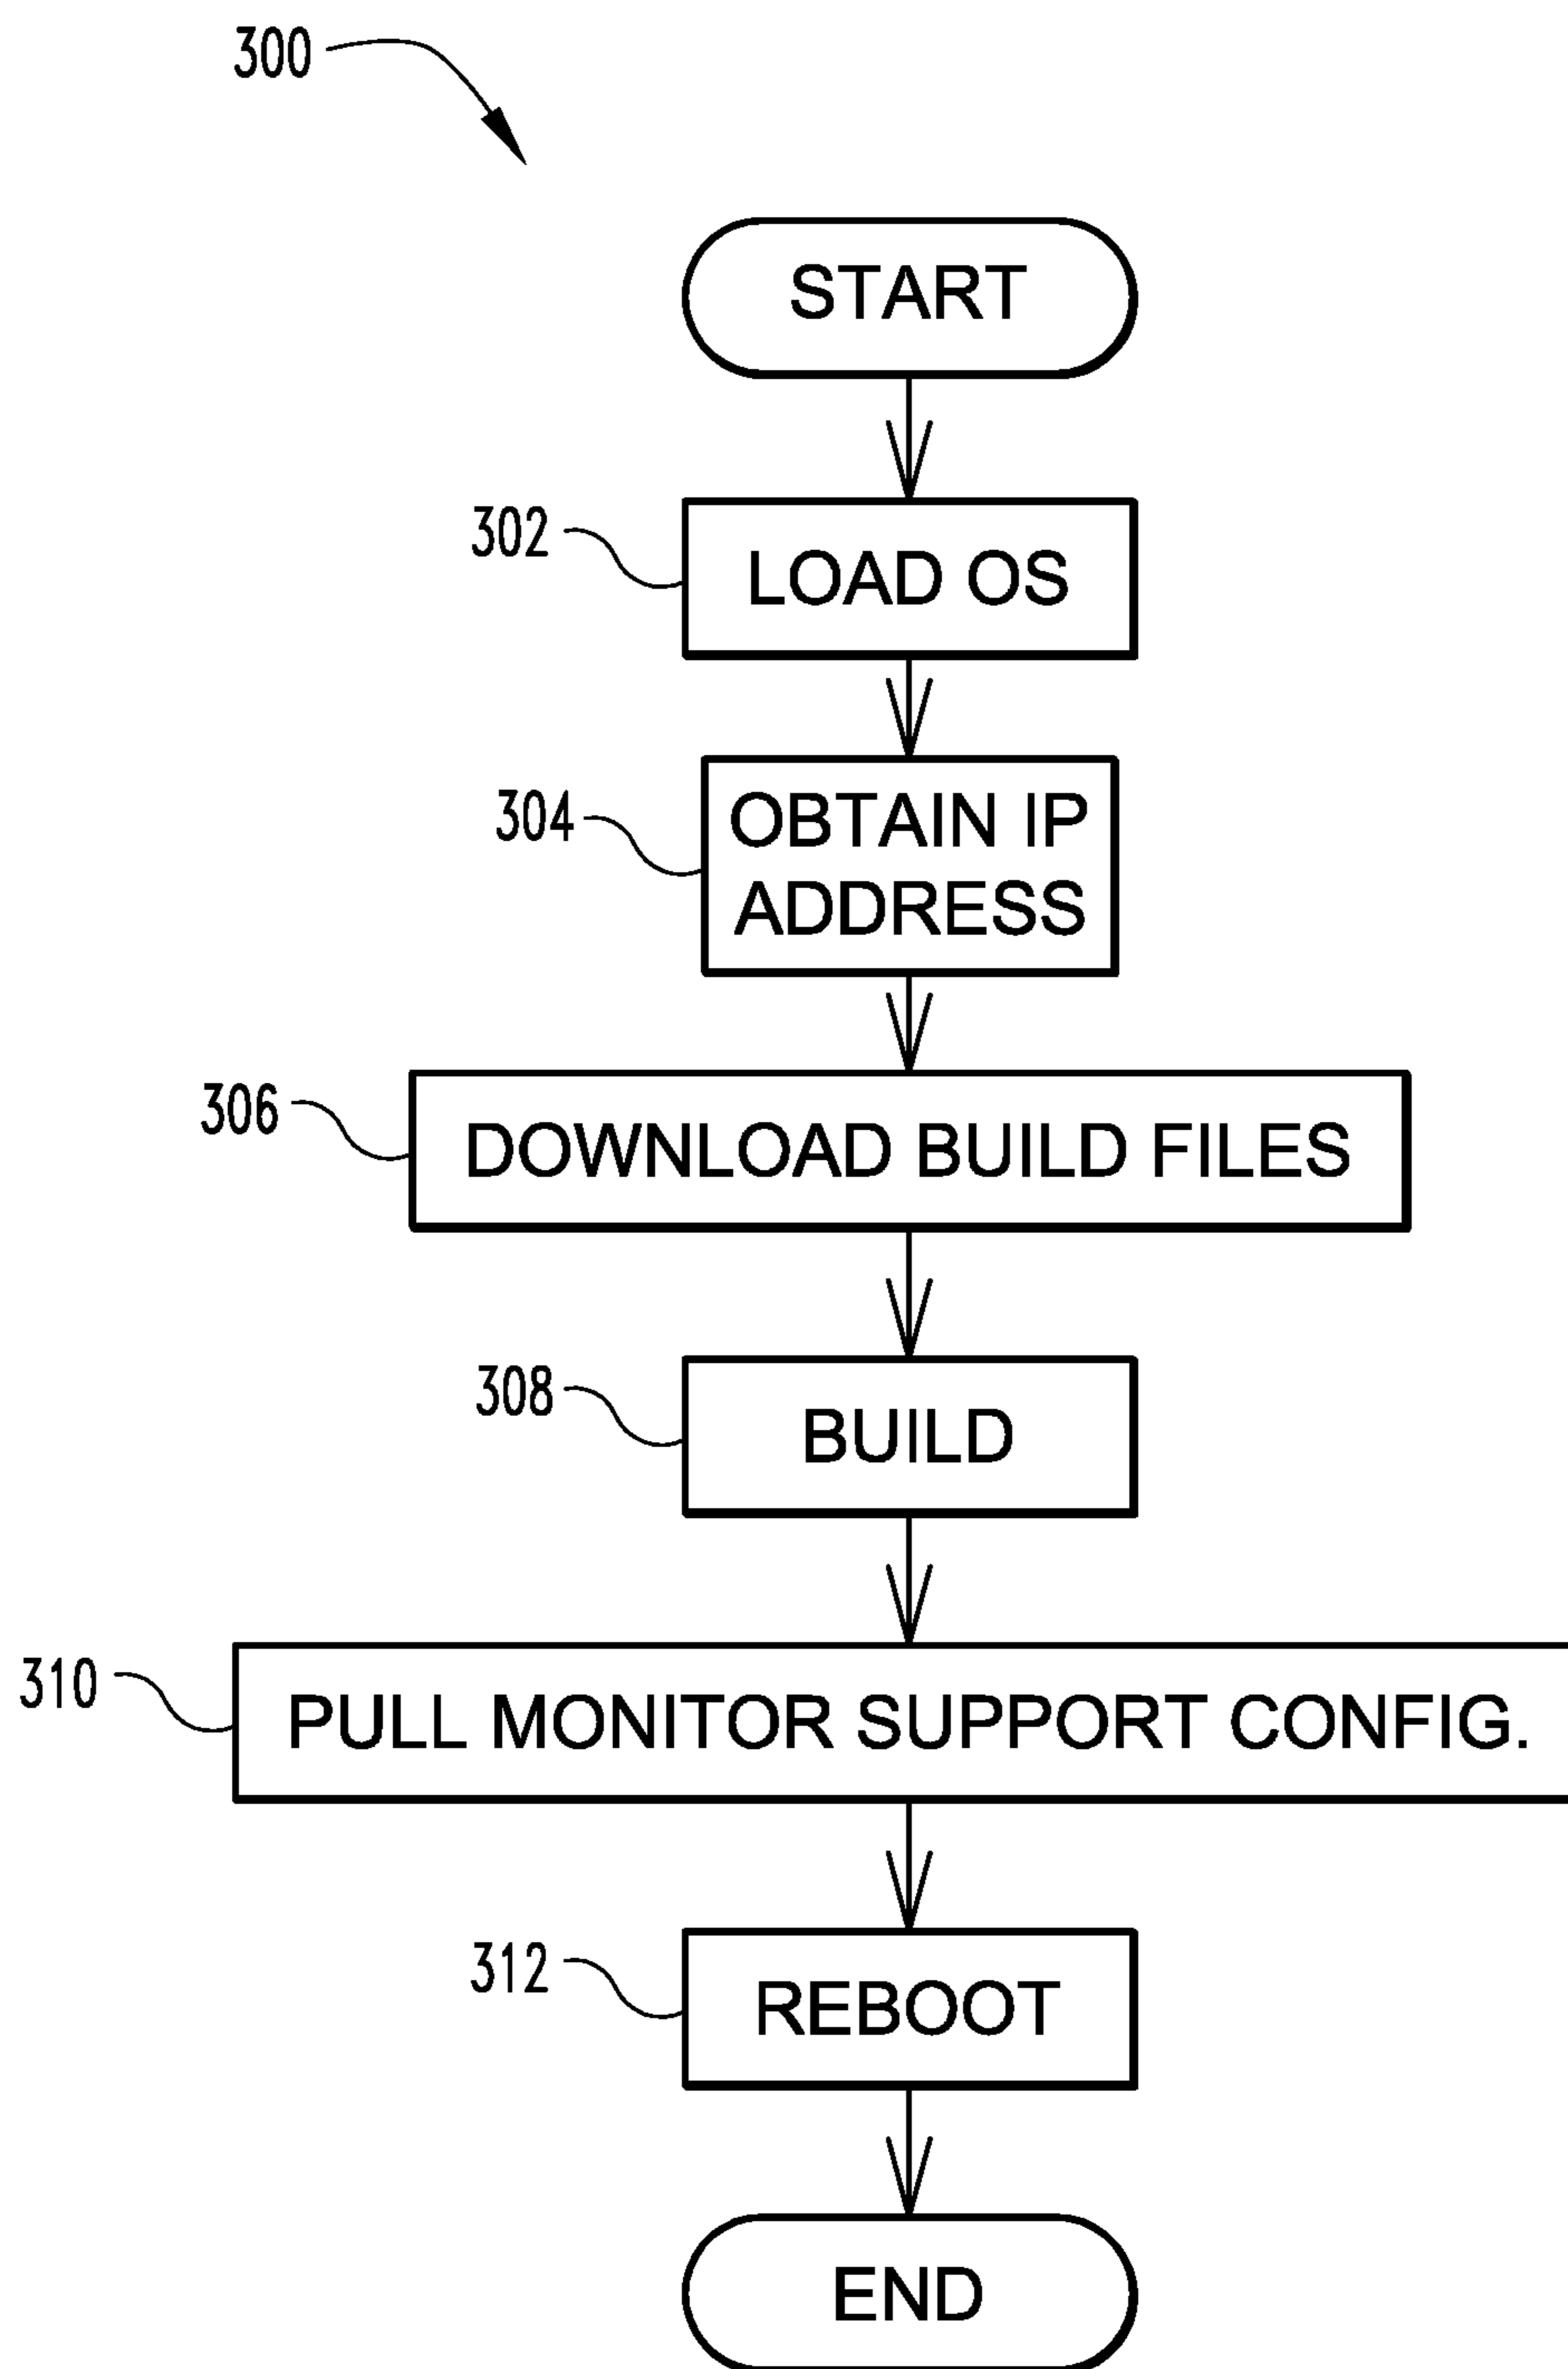 300
START
302
LOAD OS
304
OBTAIN IP
ADDRESS
306
DOWNLOAD BUILD FILES
308
BUILD
310
PULL MONITOR SUPPORT CONFIG.
312
REBOOT
END